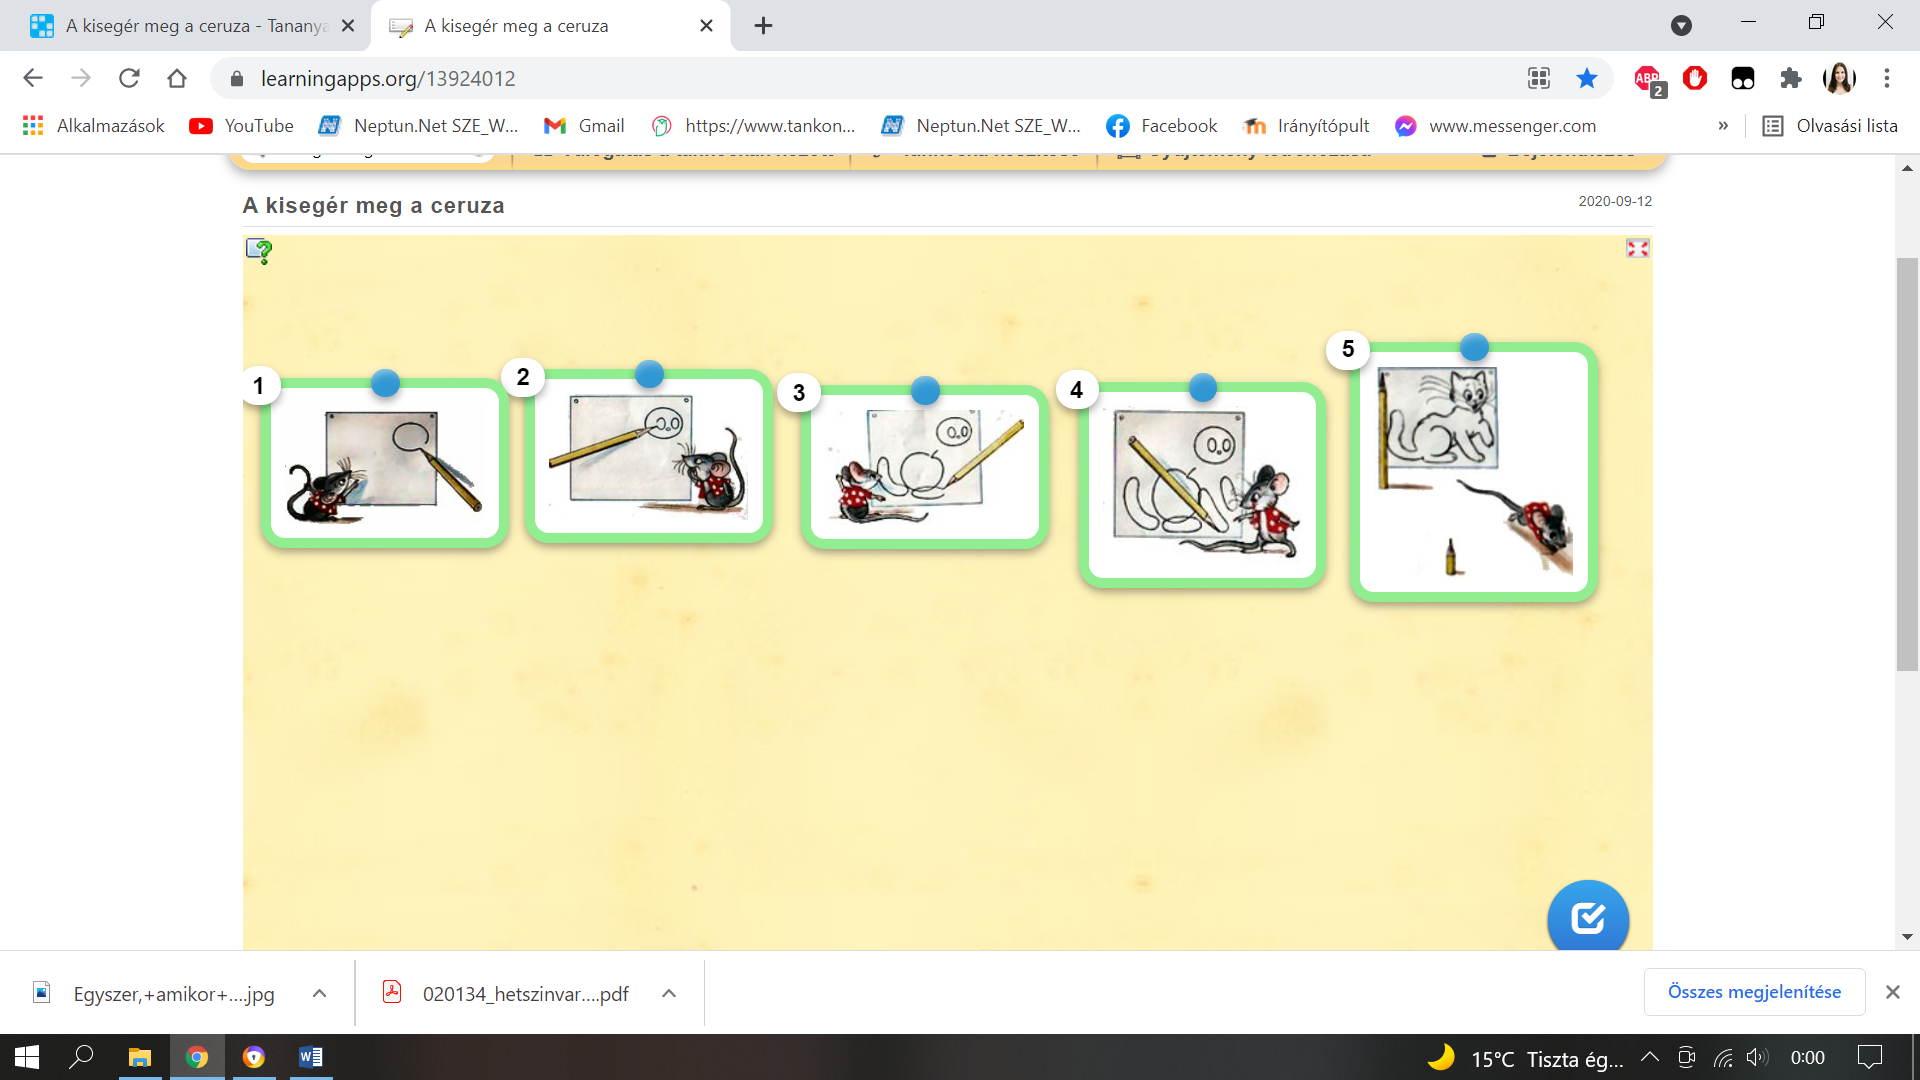 A kisegér meg a ceruza - Tananya
A kisegér meg a ceruza
learningapps.org/13924012
ABP
2
Alkalmazások
YouTube
Neptun.Net SZE_W...
Gmail
https://www.tankon...
Neptun.Net SZE_W...
Facebook
Irányítópult
www.messenger.com
»
Olvasási lista
A kisegér meg a ceruza
2020-09-12
1
2
3
4
5
Egyszer,+amikor+....jpg
020134_hetszinvar....pdf
Összes megjelenítése
15°C Tiszta ég...
0:00